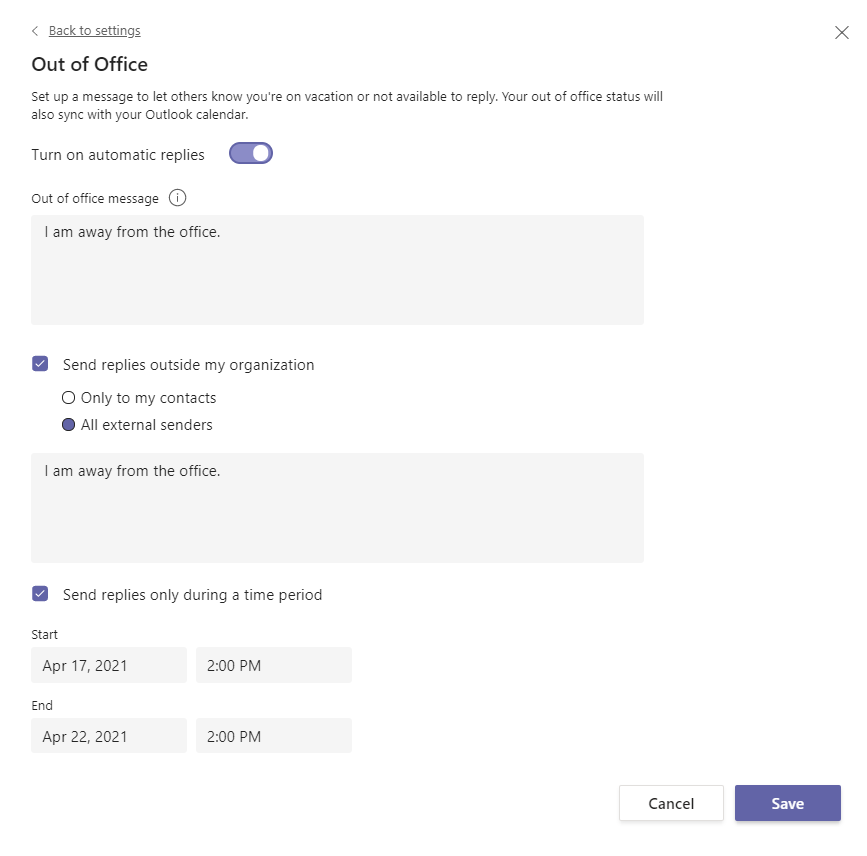 Back to settings
Out of Office
Set up a message to let others know you're on vacation or not available to reply. Your out of office status will
also sync with your Outlook calendar.
Turn on automatic replies
Out of office message
I am away from the office.
Send replies outside my organization
Only to my contacts
All external senders
I am away from the office.
Send replies only during a time period
Start
Apr 17, 2021 2:00 PM
End
Apr 22, 2021 2:00 PM
Cancel Save